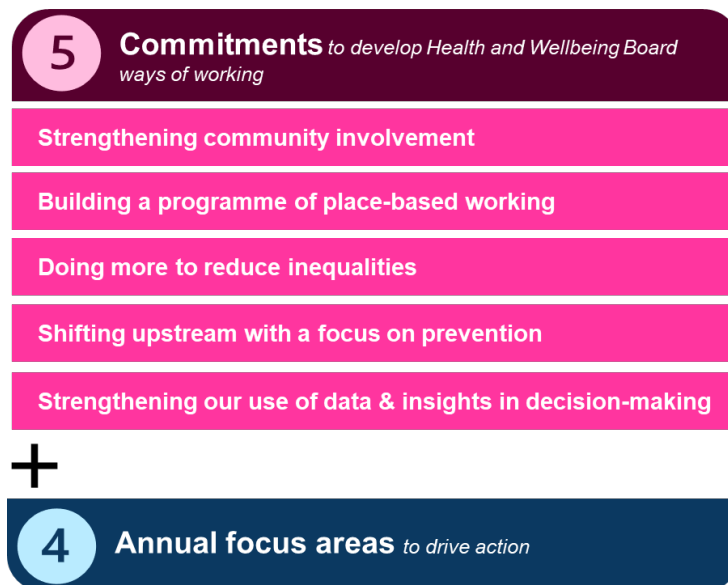 5
Commitments to develop Health and Wellbeing Board
ways of working
Strengthening community involvement
Building a programme of place-based working
Doing more to reduce inequalities
Shifting upstream with a focus on prevention
Strengthening our use of data & insights in decision-making
+
4
Annual focus areas to drive action